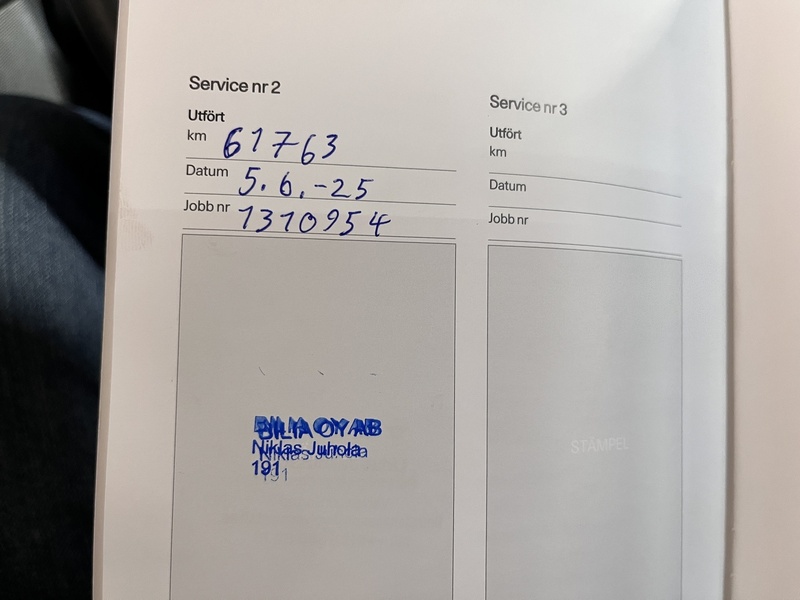 Service nr 2
Utfört
km 61763
Datum 5.6.-25
Jobb nr 1310954
BILIA OY AB
Niklas Juhola
191
Service nr 3
Utfört
km
Datum
Jobb nr
STÄMPEL